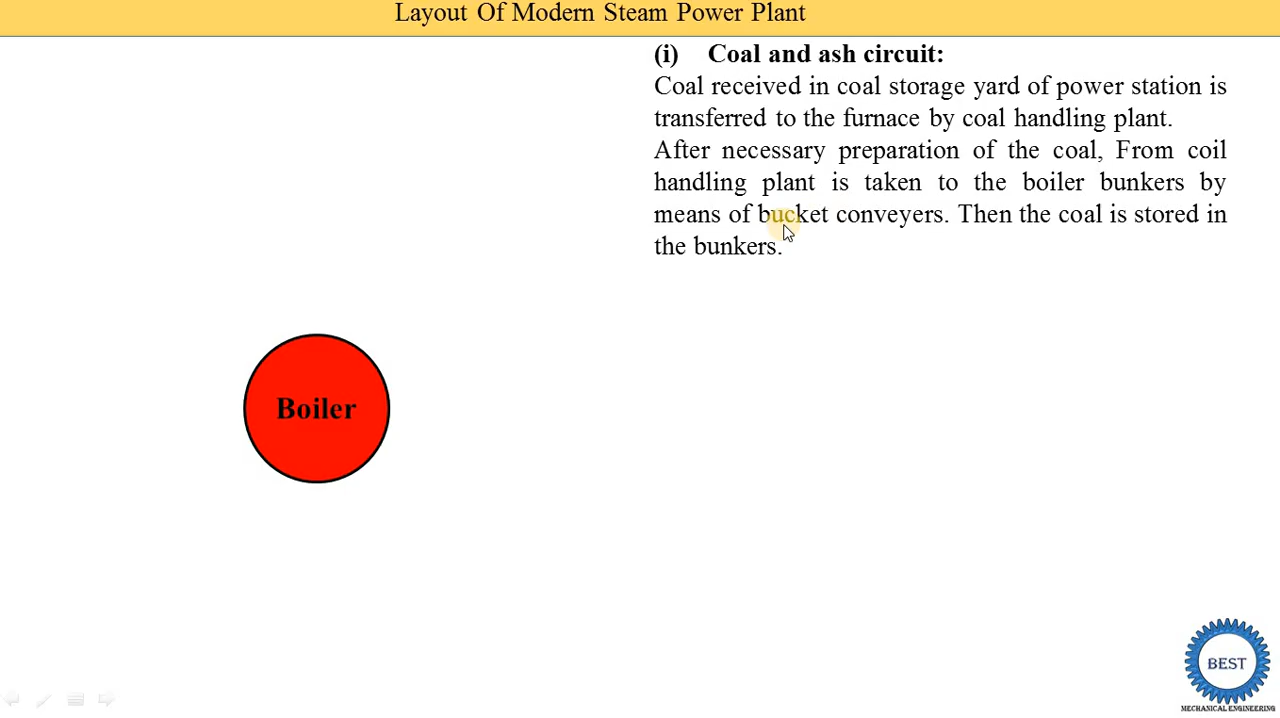 Layout Of Modern Steam Power Plant
(i) Coal and ash circuit:
Coal received in coal storage yard of power station is
transferred to the furnace by coal handling plant.
After necessary preparation of the coal, From coil
handling plant is taken to the boiler bunkers by
means of bucket conveyers. Then the coal is stored in
the bunkers.
Boiler
BEST
MECHANICAL ENGINEERING